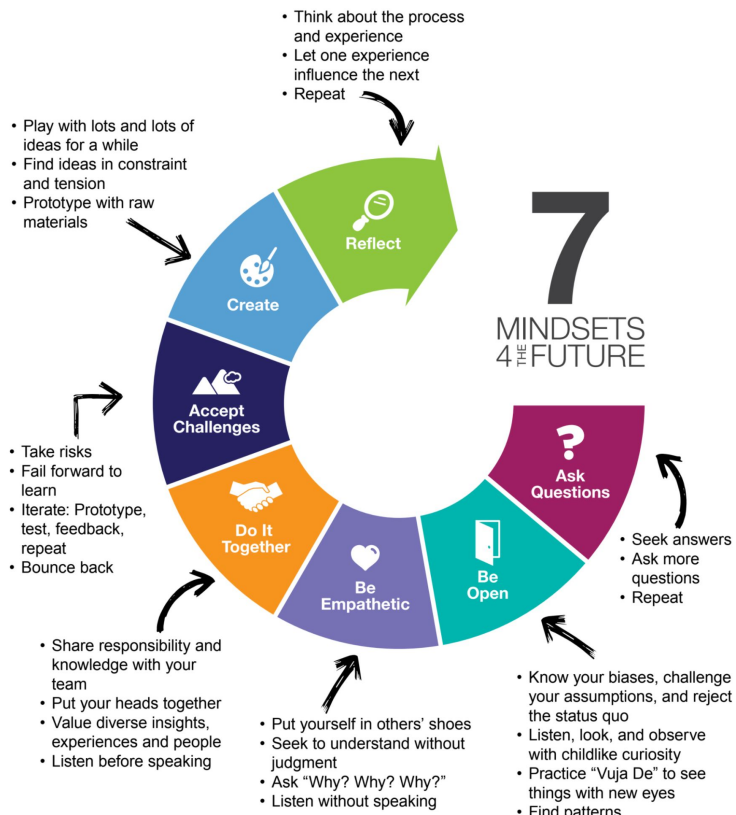 • Think about the process
and experience
• Let one experience
influence the next
• Repeat
• Play with lots and lots of
ideas for a while
• Find ideas in constraint
and tension
• Prototype with raw
materials
Reflect
Create
7
MINDSETS
4 THE FUTURE
Accept
Challenges
• Take risks
• Fail forward to
learn
• Iterate: Prototype,
test, feedback,
repeat
• Bounce back
Do It
Together
Be
Empathetic
Be
Open
?
Ask
Questions
• Seek answers
• Ask more
questions
• Repeat
• Share responsibility and
knowledge with your
team
• Put your heads together
• Value diverse insights,
experiences and people
• Listen before speaking
• Put yourself in others’ shoes
• Seek to understand without
judgment
• Ask “Why? Why? Why?”
• Listen without speaking
• Know your biases, challenge
your assumptions, and reject
the status quo
• Listen, look, and observe
with childlike curiosity
• Practice “Vuja De” to see
things with new eyes
• Find patterns